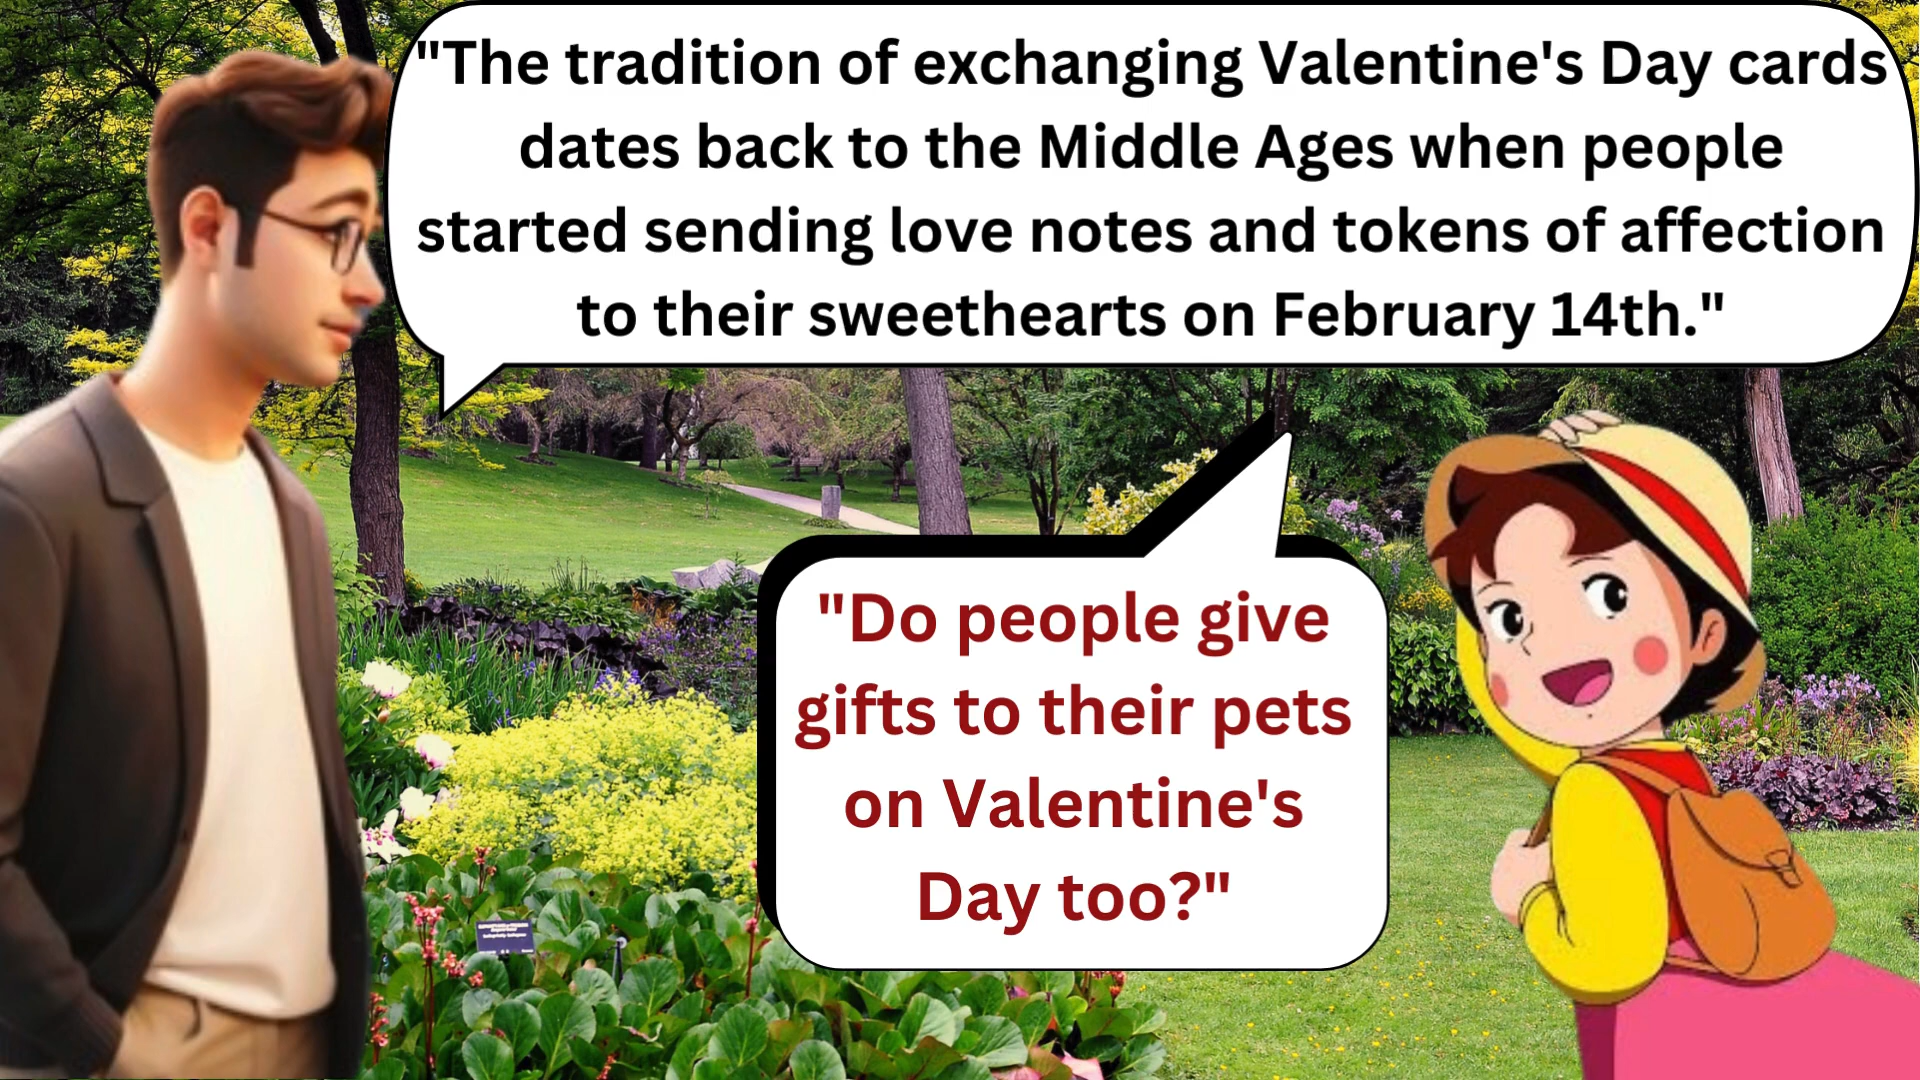 "The tradition of exchanging Valentine's Day cards
dates back to the Middle Ages when people
started sending love notes and tokens of affection
to their sweethearts on February 14th."
"Do people give
gifts to their pets
on Valentine's
Day too?"